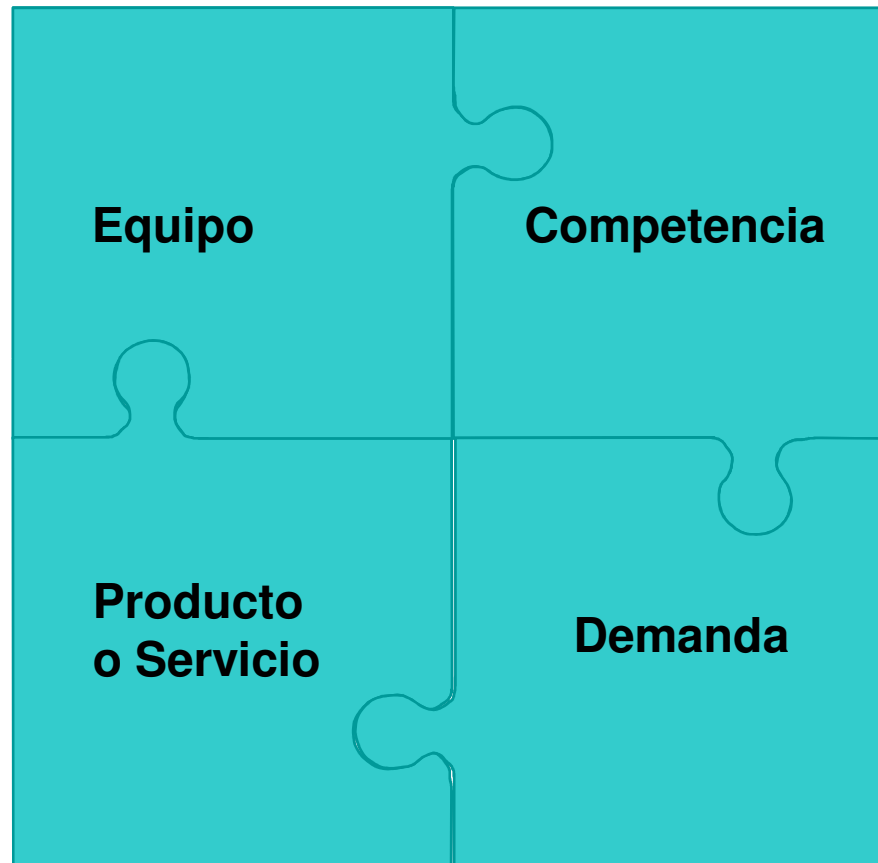 Equipo
Competencia
Producto
o Servicio
Demanda